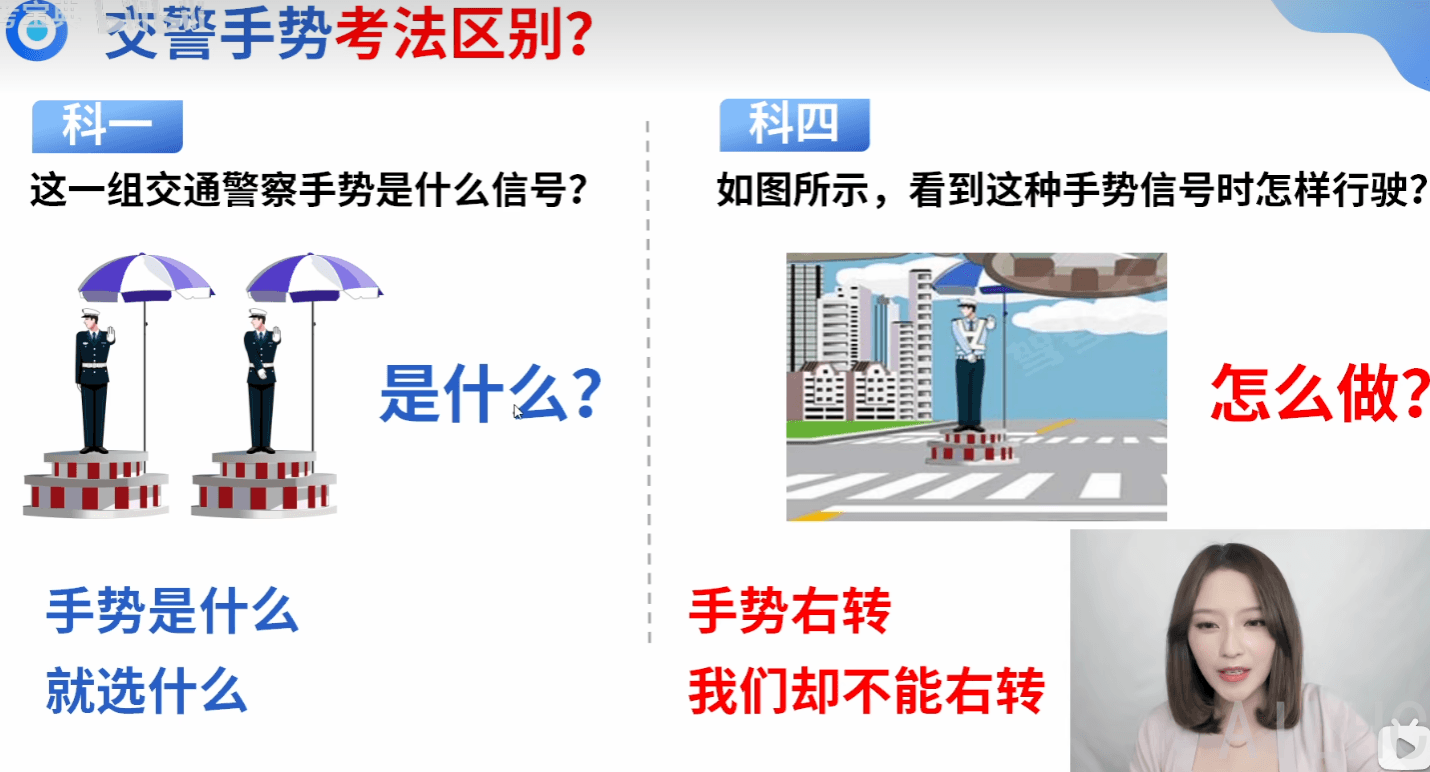 交警手势考法区别?
科一
这一组交通警察手势是什么信号?
是什么?
手势是什么
就选什么
科四
如图所示，看到这种手势信号时怎样行驶?
怎么做?
手势右转
我们却不能右转